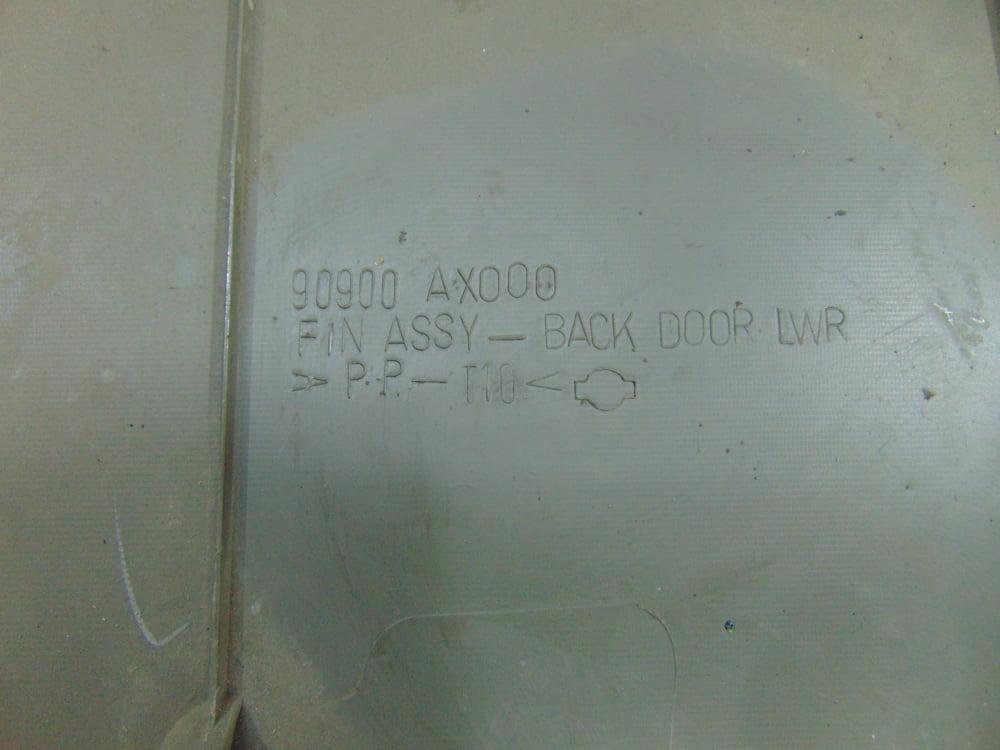 90900 AX000
FIN ASSY — BACK DOOR LWR
> P.P. — T10 <